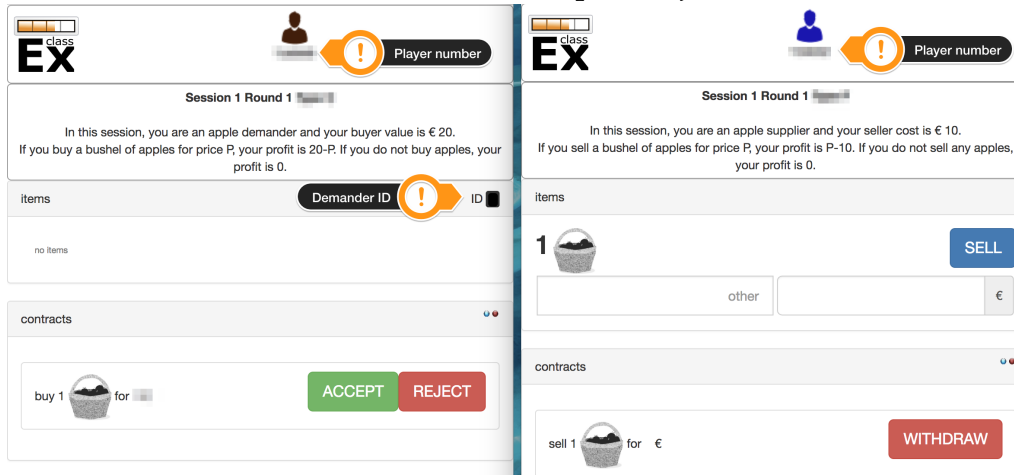 class
Ex
!
Player number
Session 1 Round 1
In this session, you are an apple demander and your buyer value is € 20.
If you buy a bushel of apples for price P, your profit is 20-P. If you do not buy apples, your
profit is 0.
items
Demander ID
!
ID
no items
contracts
buy 1
for
ACCEPT
REJECT
class
Ex
!
Player number
Session 1 Round 1
In this session, you are an apple supplier and your seller cost is € 10.
If you sell a bushel of apples for price P, your profit is P-10. If you do not sell any apples,
your profit is 0.
items
1
SELL
other
€
contracts
sell 1
for €
WITHDRAW